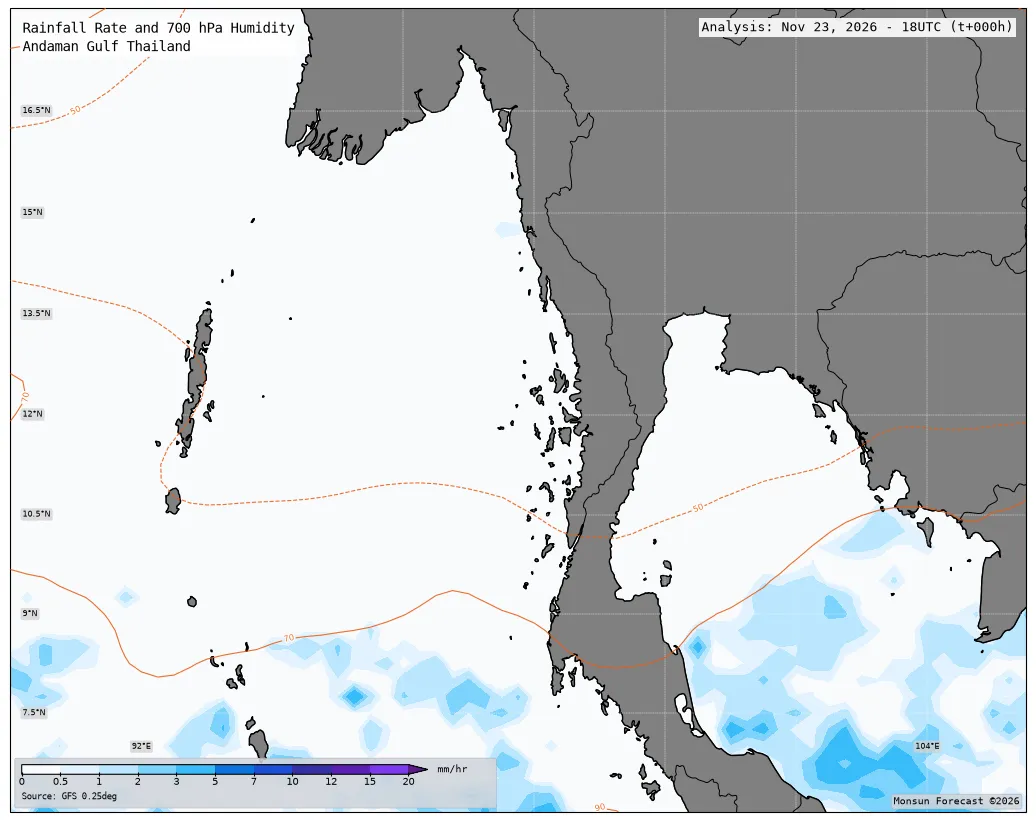 Rainfall Rate and 700 hPa Humidity
Andaman Gulf Thailand
Analysis: Nov 23, 2026 - 18UTC (t+000h)
50
16.5°N
15°N
13.5°N
70
12°N
50
10.5°N
9°N
70
7.5°N
92°E
104°E
mm/hr
0 0.5 1 2 3 5 7 10 12 15 20
Source: GFS 0.25deg
90
Monsun Forecast ©2026